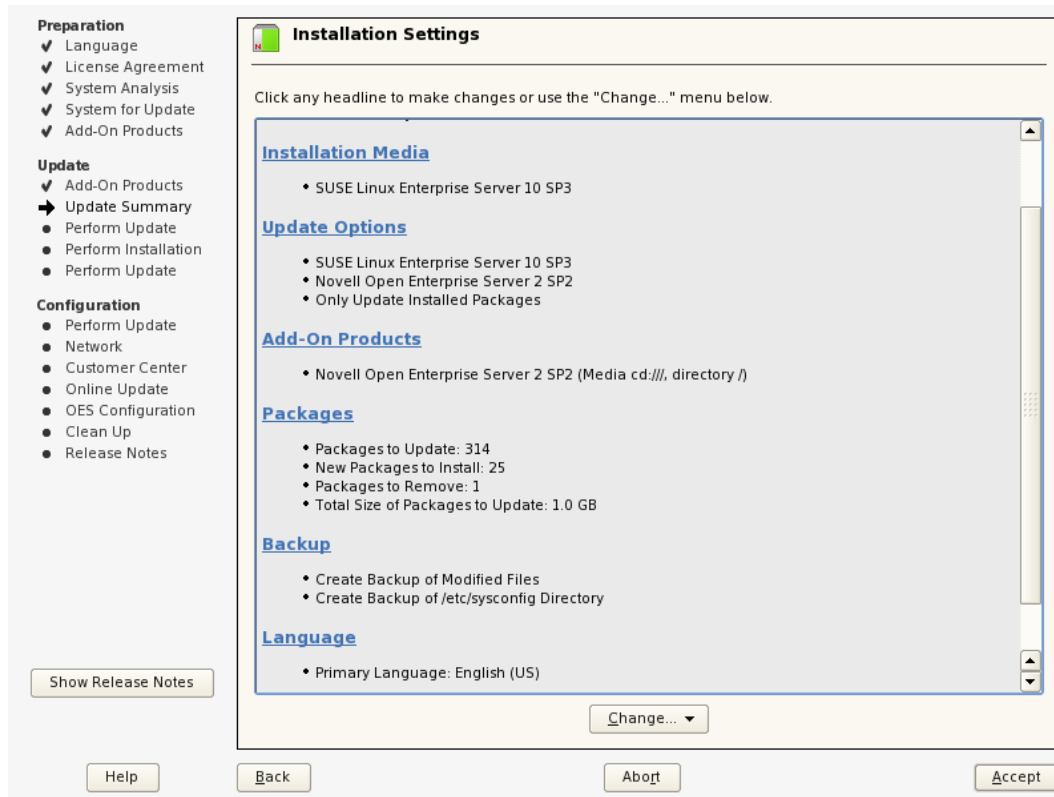 Preparation
Language
License Agreement
System Analysis
System for Update
Add-On Products
Update
Add-On Products
Update Summary
Perform Update
Perform Installation
Perform Update
Configuration
Perform Update
Network
Customer Center
Online Update
OES Configuration
Clean Up
Release Notes
Show Release Notes
Help
N
Installation Settings
Click any headline to make changes or use the "Change..." menu below.
Installation Media
• SUSE Linux Enterprise Server 10 SP3
Update Options
• SUSE Linux Enterprise Server 10 SP3
• Novell Open Enterprise Server 2 SP2
• Only Update Installed Packages
Add-On Products
• Novell Open Enterprise Server 2 SP2 (Media cd:///, directory /)
Packages
• Packages to Update: 314
• New Packages to Install: 25
• Packages to Remove: 1
• Total Size of Packages to Update: 1.0 GB
Backup
• Create Backup of Modified Files
• Create Backup of /etc/sysconfig Directory
Language
• Primary Language: English (US)
Change...
Back
Abort
Accept